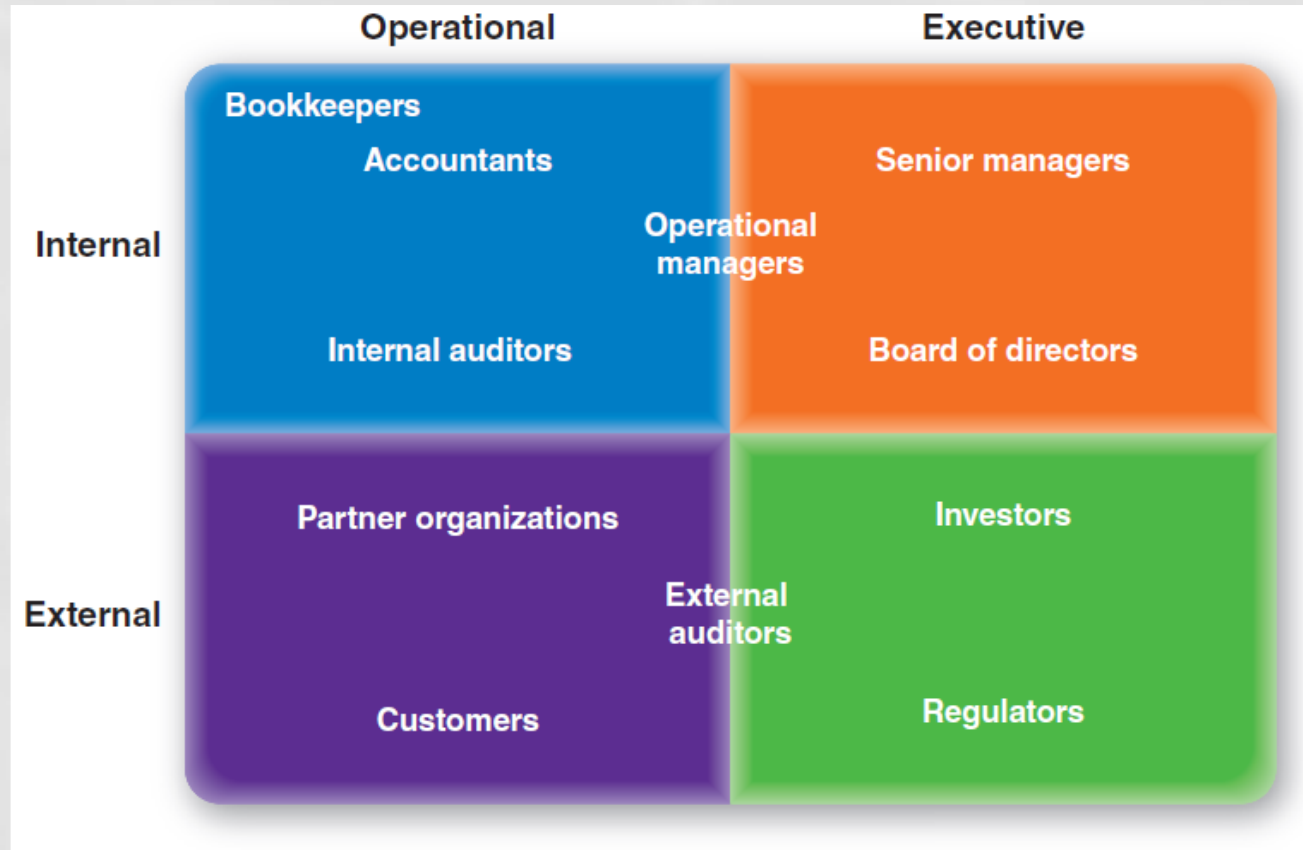 Operational
Executive
Bookkeepers
Accountants
Senior managers
Internal
Operational
managers
Internal auditors
Board of directors
Partner organizations
Investors
External
External
auditors
Customers
Regulators